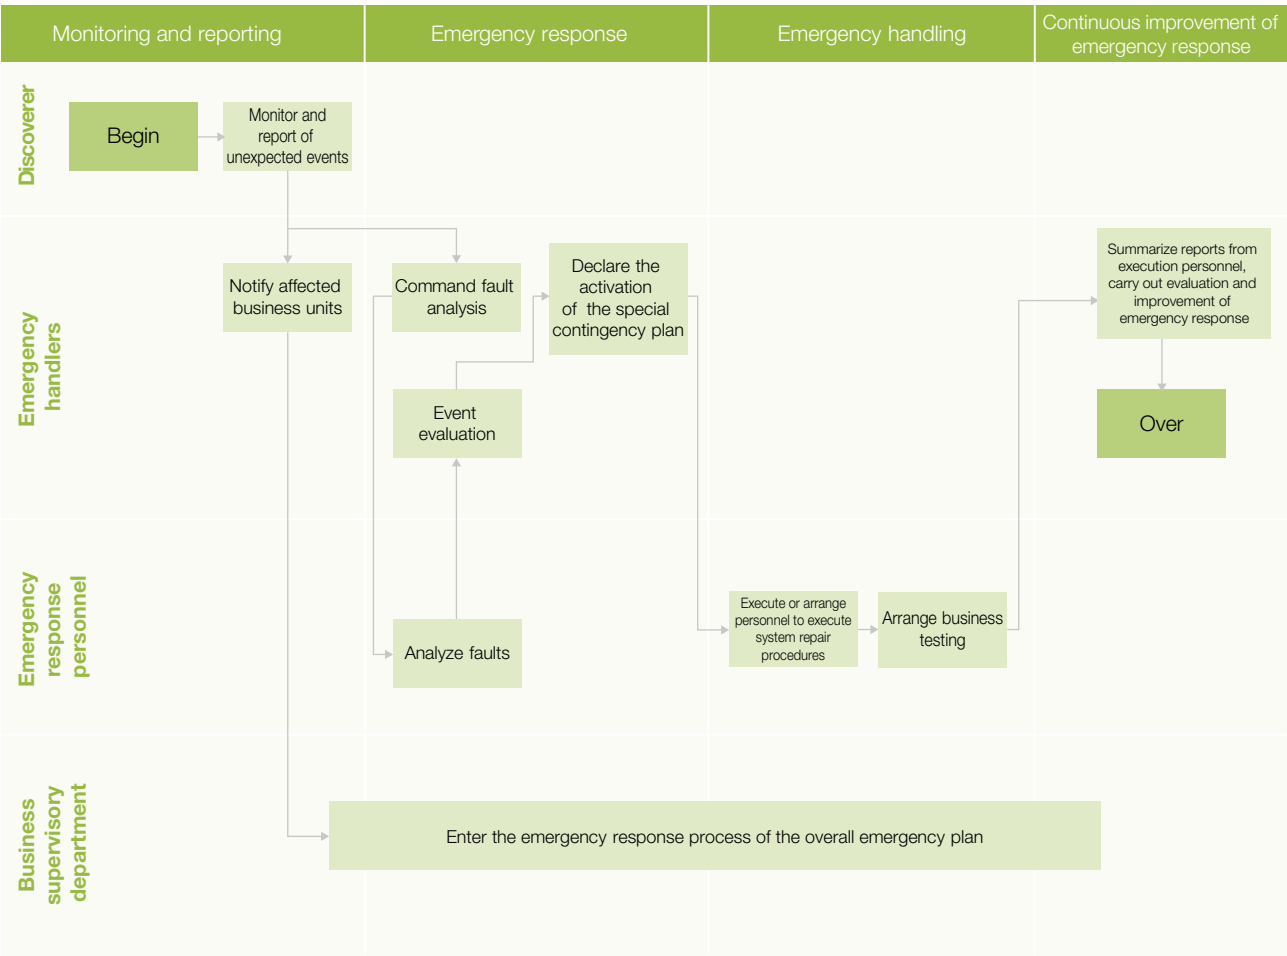 Monitoring and reporting
Emergency response
Emergency handling
Continuous improvement of
emergency response
Discoverer
Begin
Monitor and
report of
unexpected events
Emergency
handlers
Notify affected
business units
Command fault
analysis
Declare the
activation
of the special
contingency plan
Event
evaluation
Summarize reports from
execution personnel,
carry out evaluation and
improvement of
emergency response
Over
Emergency
response
personnel
Analyze faults
Execute or arrange
personnel to execute
system repair
procedures
Arrange business
testing
Business
supervisory
department
Enter the emergency response process of the overall emergency plan